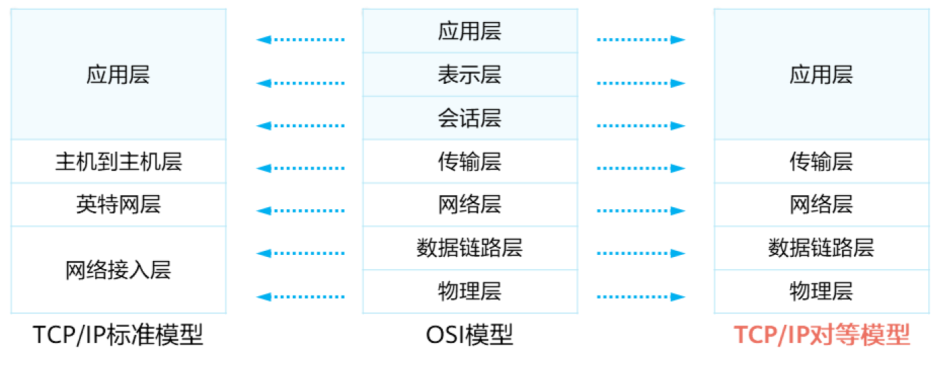 应用层
主机到主机层
英特网层
网络接入层
TCP/IP标准模型
应用层
表示层
会话层
传输层
网络层
数据链路层
物理层
OSI模型
应用层
传输层
网络层
数据链路层
物理层
TCP/IP对等模型